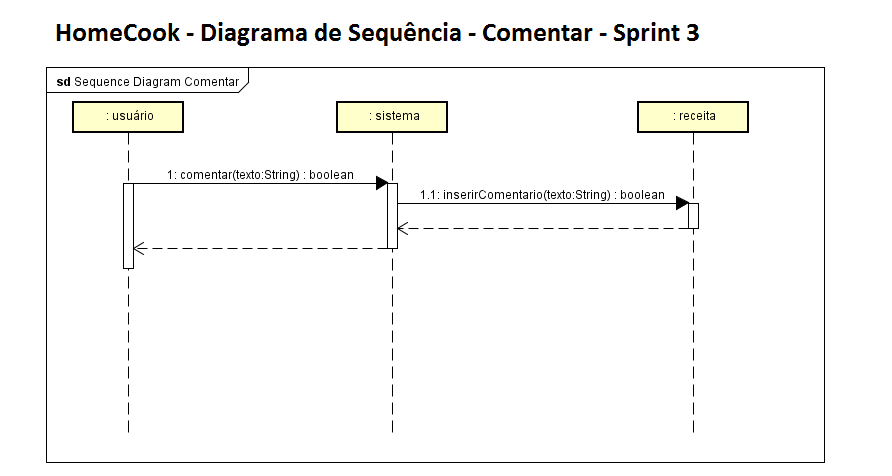 HomeCook - Diagrama de Sequência - Comentar - Sprint 3
sd Sequence Diagram Comentar
: usuário
: sistema
: receita
1: comentar(texto:String) : boolean
1.1: inserirComentario(texto:String) : boolean